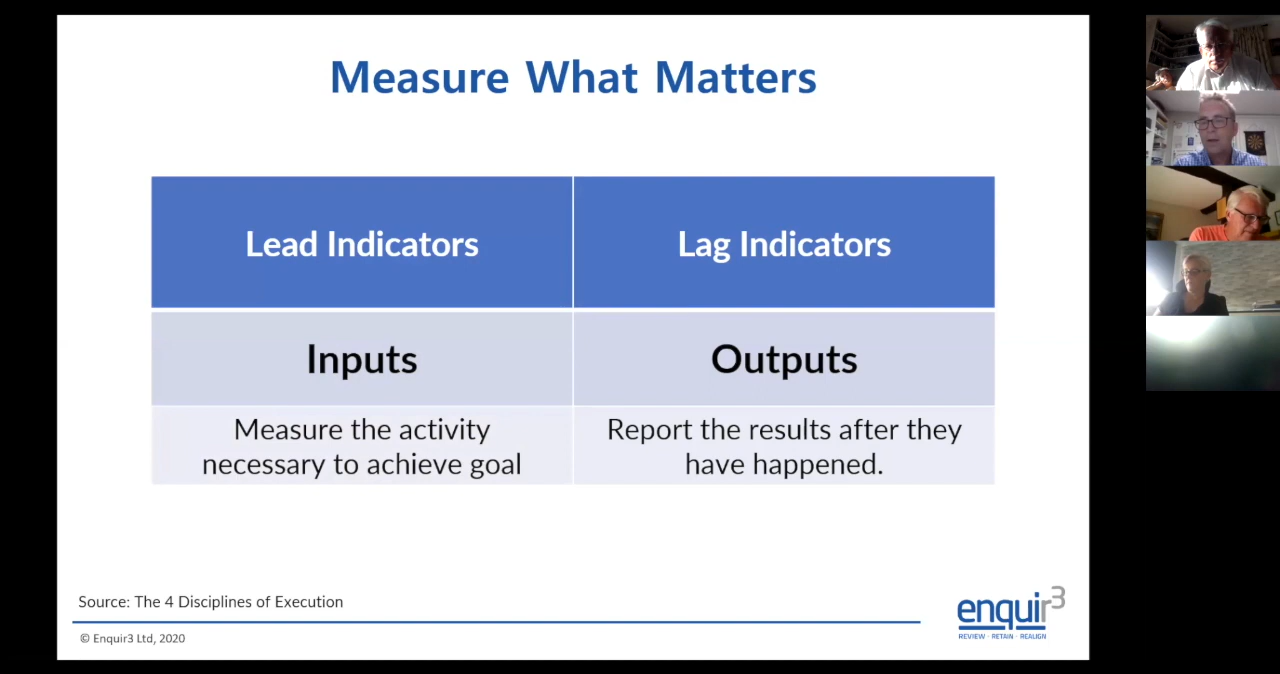 Measure What Matters
Lead Indicators
Lag Indicators
Inputs
Outputs
Measure the activity
necessary to achieve goal
Report the results after they
have happened.
Source: The 4 Disciplines of Execution
© Enquir3 Ltd, 2020
enquir3
REVIEW · RETAIN · REALIGN